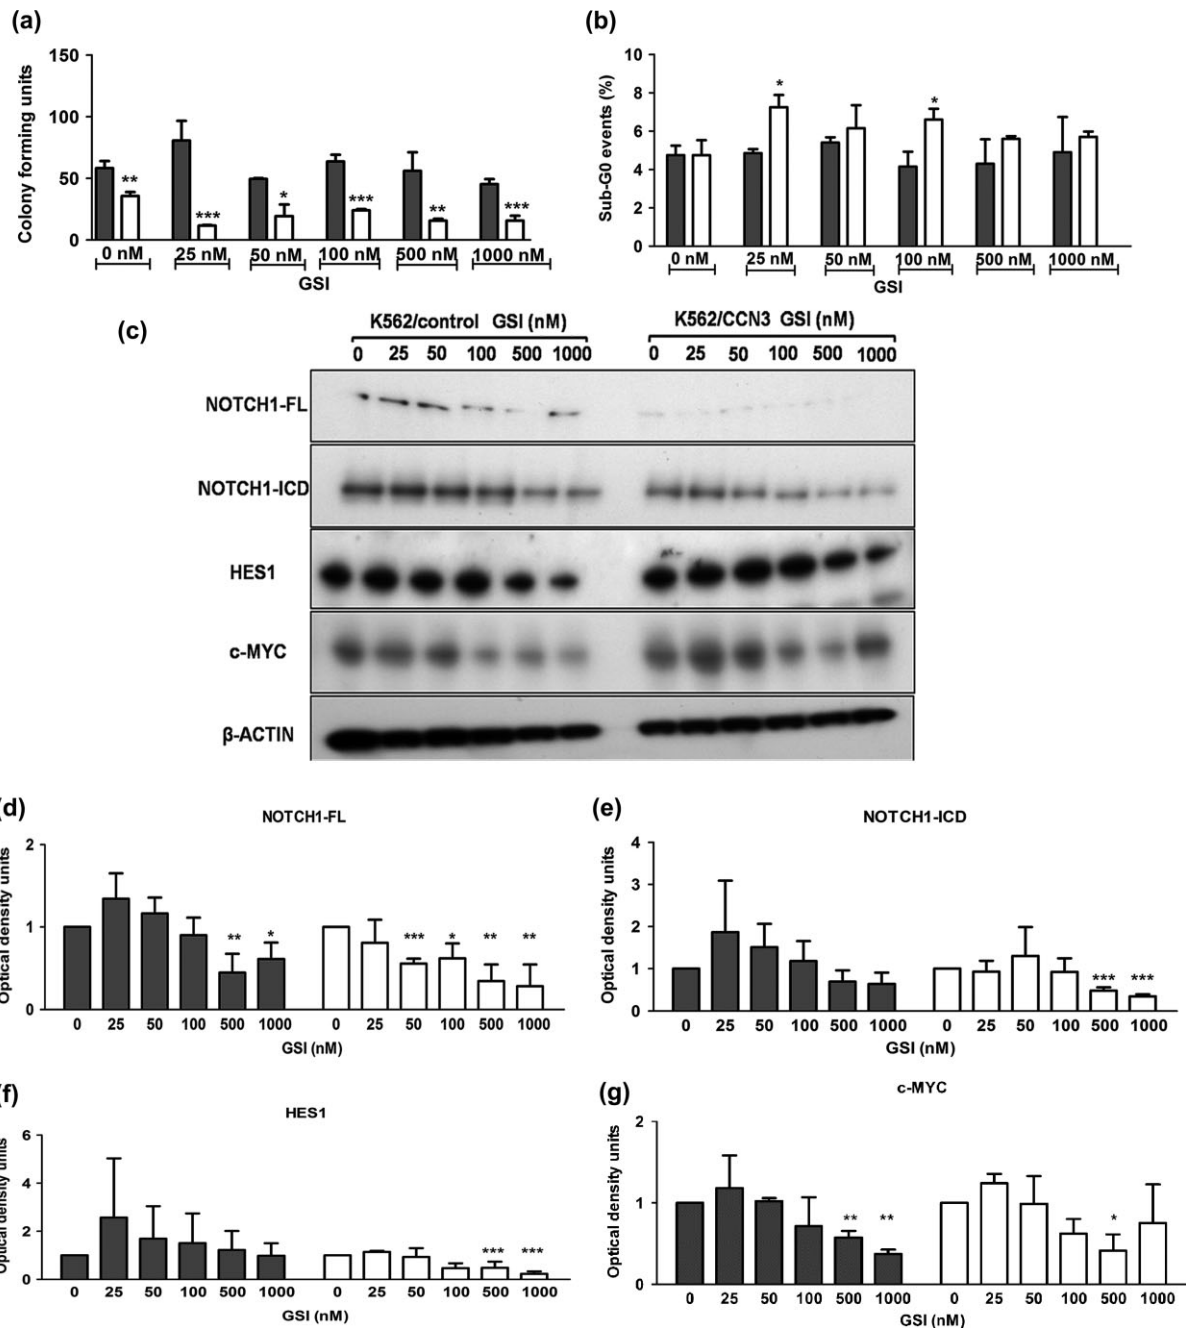 (a)
150
100
50
0
Colony forming units
** *** * *** ** ***
0 nM 25 nM 50 nM 100 nM 500 nM 1000 nM
GSI
(b)
10
8
6
4
2
0
Sub-G0 events (%)
* *
0 nM 25 nM 50 nM 100 nM 500 nM 1000 nM
GSI
(c)
K562/control GSI (nM) K562/CCN3 GSI (nM)
0 25 50 100 500 1000 0 25 50 100 500 1000
NOTCH1-FL
NOTCH1-ICD
HES1
c-MYC
β-ACTIN
(d)
NOTCH1-FL
2
1
0
Optical density units
** * *** * ** **
0 25 50 100 500 1000 0 25 50 100 500 1000
GSI (nM)
(e)
NOTCH1-ICD
4
3
2
1
0
Optical density units
*** ***
0 25 50 100 500 1000 0 25 50 100 500 1000
GSI (nM)
(f)
HES1
6
4
2
0
Optical density units
*** ***
0 25 50 100 500 1000 0 25 50 100 500 1000
GSI (nM)
(g)
c-MYC
2
1
0
Optical density units
** ** *
0 25 50 100 500 1000 0 25 50 100 500 1000
GSI (nM)